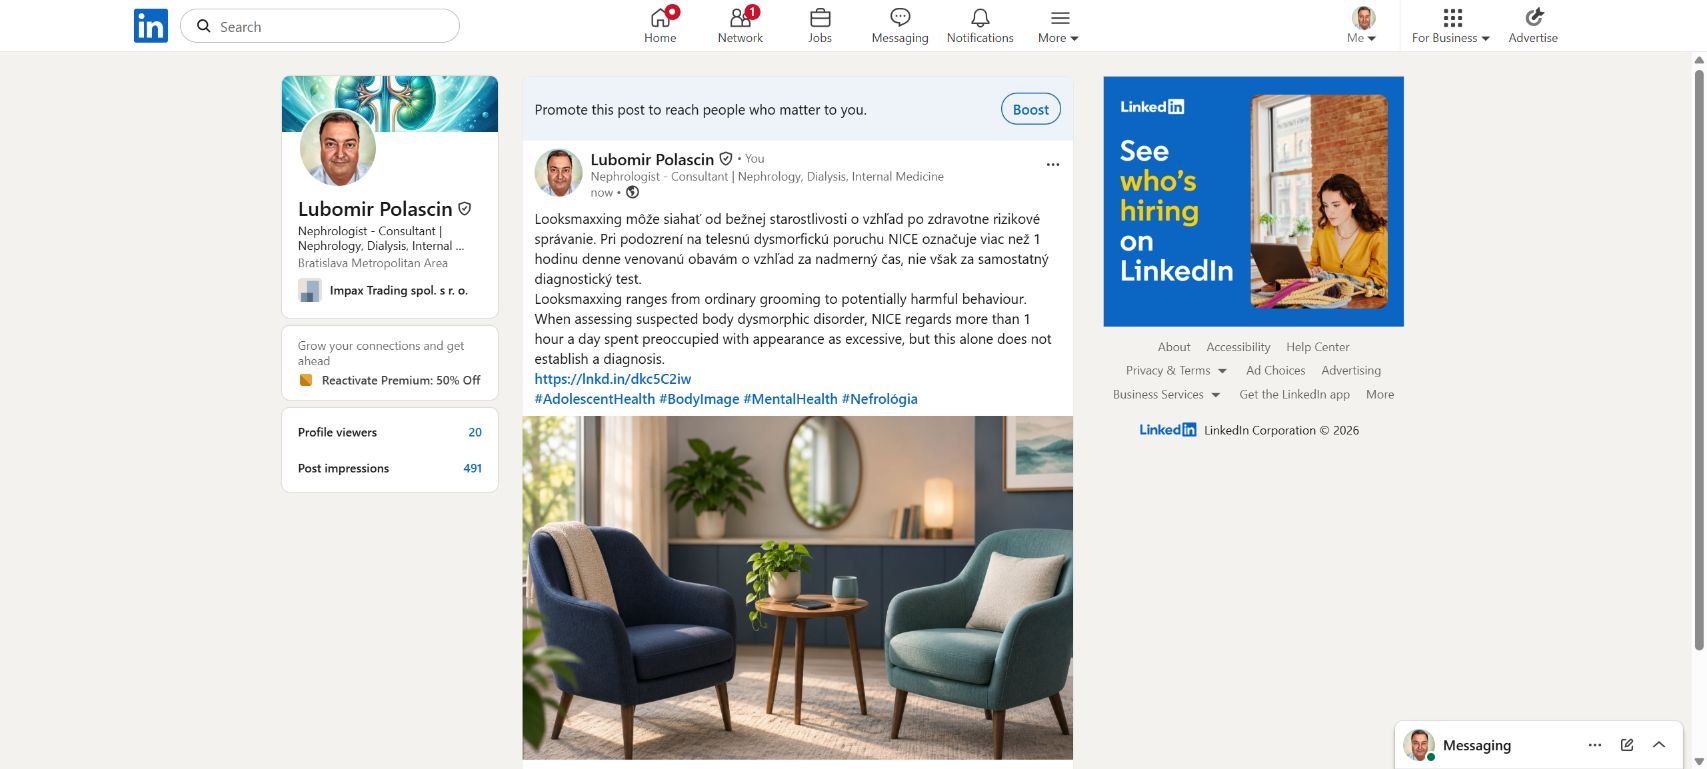 in
Search
Home
1
Network
Jobs
Messaging
Notifications
More
Me
For Business
Advertise
Lubomir Polascin
Nephrologist - Consultant |
Nephrology, Dialysis, Internal ...
Bratislava Metropolitan Area
Impax Trading spol. s r. o.
Grow your connections and get
ahead
Reactivate Premium: 50% Off
Profile viewers 20
Post impressions 491
Promote this post to reach people who matter to you.
Boost
Lubomir Polascin • You
Nephrologist - Consultant | Nephrology, Dialysis, Internal Medicine
now •
Looksmaxxing môže siahať od bežnej starostlivosti o vzhľad po zdravotne rizikové
správanie. Pri podozrení na telesnú dysmorfickú poruchu NICE označuje viac než 1
hodinu denne venovanú obavám o vzhľad za nadmerný čas, nie však za samostatný
diagnostický test.
Looksmaxxing ranges from ordinary grooming to potentially harmful behaviour.
When assessing suspected body dysmorphic disorder, NICE regards more than 1
hour a day spent preoccupied with appearance as excessive, but this alone does not
establish a diagnosis.
https://lnkd.in/dkc5C2iw
#AdolescentHealth #BodyImage #MentalHealth #Nefrológia
LinkedIn
See
who's
hiring
on
LinkedIn
About Accessibility Help Center
Privacy & Terms Ad Choices Advertising
Business Services Get the LinkedIn app More
LinkedIn LinkedIn Corporation © 2026
Messaging